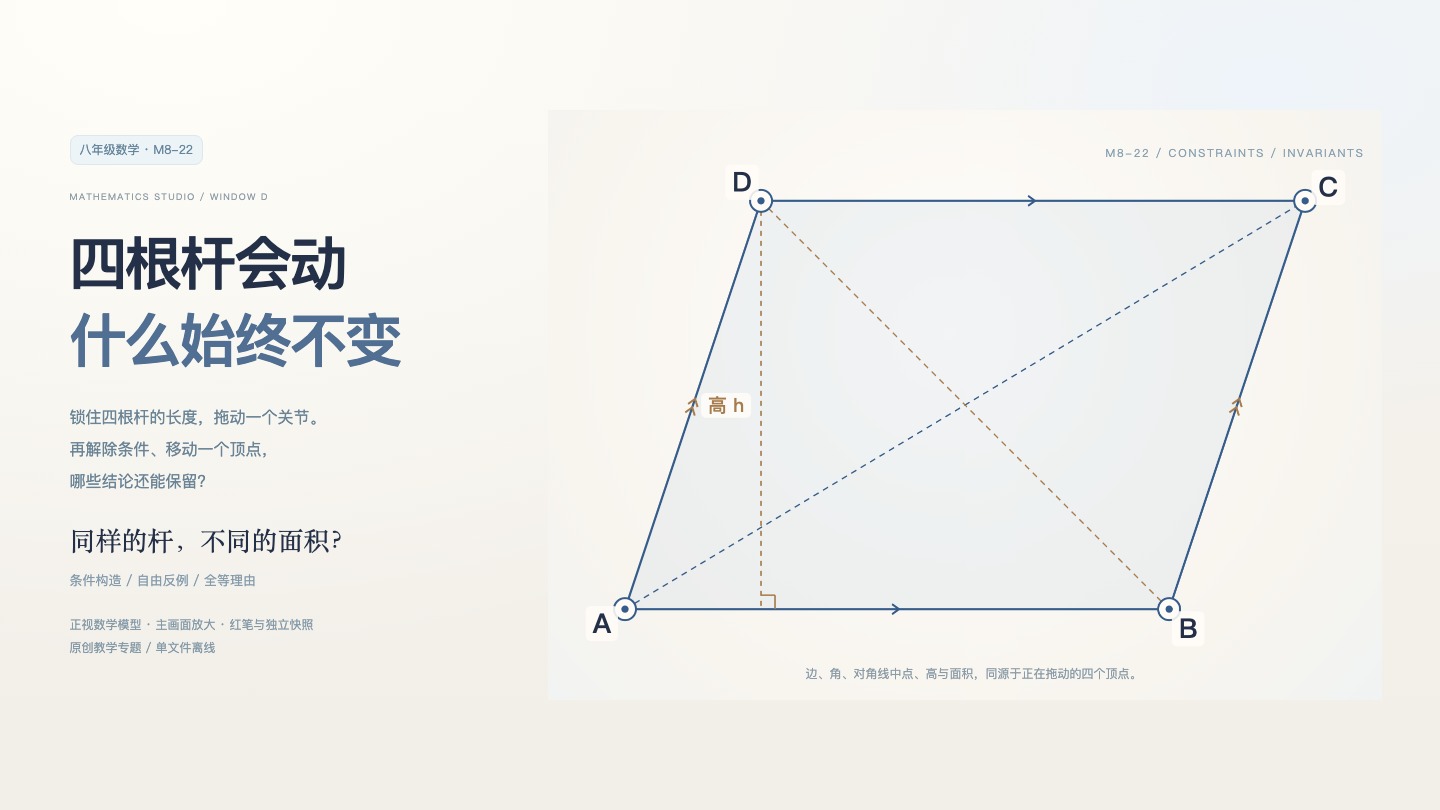 八年级数学 · M8-22
MATHEMATICS STUDIO / WINDOW D
四根杆会动
什么始终不变
锁住四根杆的长度，拖动一个关节。
再解除条件、移动一个顶点，
哪些结论还能保留？
同样的杆，不同的面积？
条件构造 / 自由反例 / 全等理由
正视数学模型 · 主画面放大 · 红笔与独立快照
原创教学专题 / 单文件离线
M8-22 / CONSTRAINTS / INVARIANTS
D
C
高 h
A
B
边、角、对角线中点、高与面积，同源于正在拖动的四个顶点。